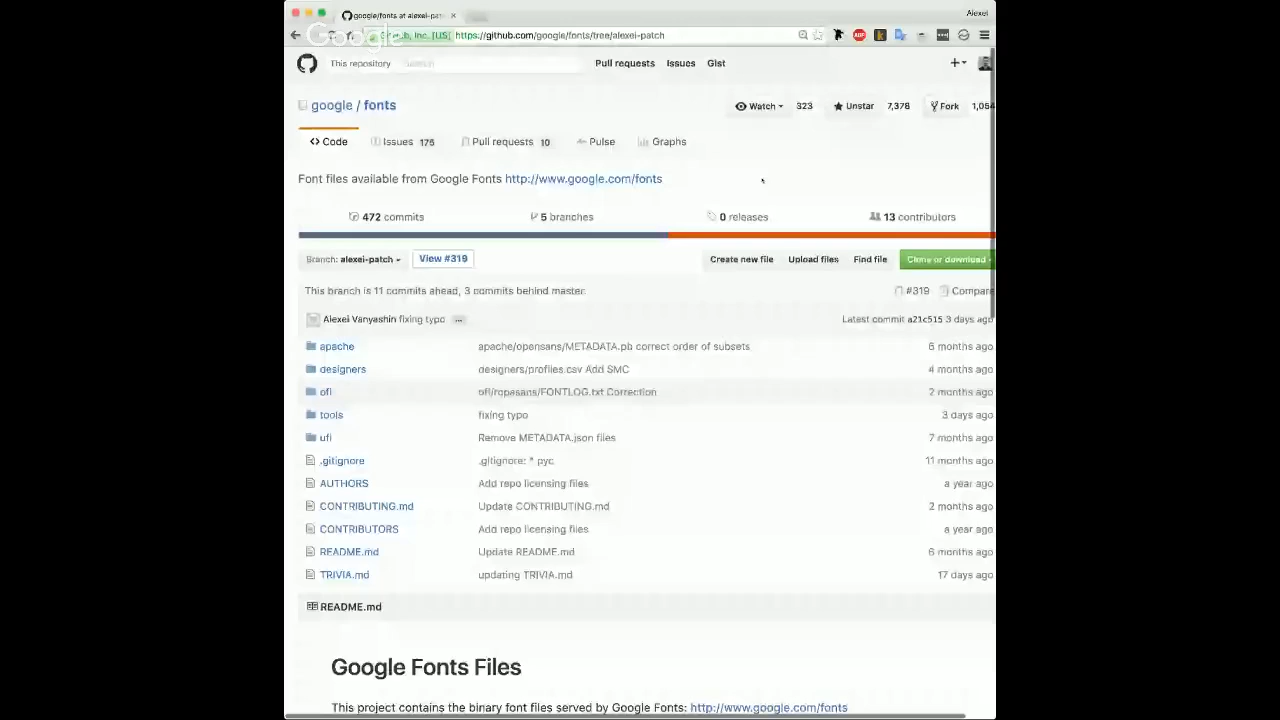 google/fonts at alexei-pat
Alexei
Google
[US] https://github.com/google/fonts/tree/alexei-patch
This repository Search Pull requests Issues Gist
google / fonts Watch 323 Unstar 7,378 Fork 1,054
Code Issues 175 Pull requests 10 Pulse Graphs
Font files available from Google Fonts http://www.google.com/fonts
472 commits 5 branches 0 releases 13 contributors
Branch: alexei-patch View #319 Create new file Upload files Find file Clone or download
This branch is 11 commits ahead, 3 commits behind master. #319 Compare
Alexei Vanyashin fixing typo ... Latest commit a21c515 3 days ago
apache apache/opensans/METADATA.pb correct order of subsets 6 months ago
designers designers/profiles.csv Add SMC 4 months ago
ofl ofl/ropasans/FONTLOG.txt Correction 2 months ago
tools fixing typo 3 days ago
ufl Remove METADATA.json files 7 months ago
.gitignore .gitignore: *.pyc 11 months ago
AUTHORS Add repo licensing files a year ago
CONTRIBUTING.md Update CONTRIBUTING.md 2 months ago
CONTRIBUTORS Add repo licensing files a year ago
README.md Update README.md 6 months ago
TRIVIA.md updating TRIVIA.md 17 days ago
README.md
Google Fonts Files
This project contains the binary font files served by Google Fonts: http://www.google.com/fonts